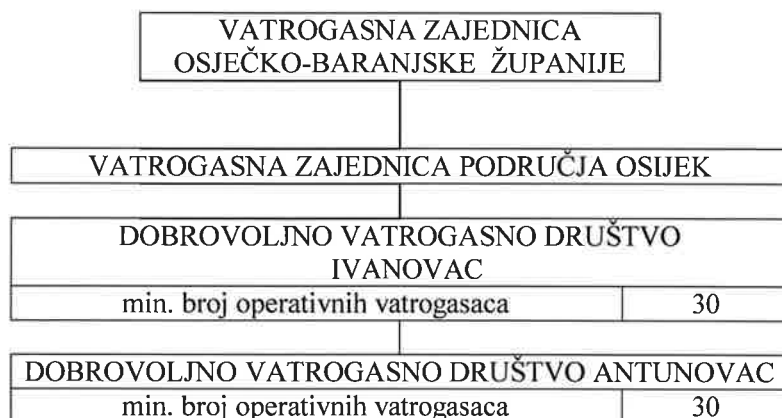 VATROGASNA ZAJEDNICA
OSJEČKO-BARANJSKE ŽUPANIJE
VATROGASNA ZAJEDNICA PODRUČJA OSIJEK
DOBROVOLJNO VATROGASNO DRUŠTVO
IVANOVAC
min. broj operativnih vatrogasaca 30
DOBROVOLJNO VATROGASNO DRUŠTVO ANTUNOVAC
min. broj operativnih vatrogasaca 30